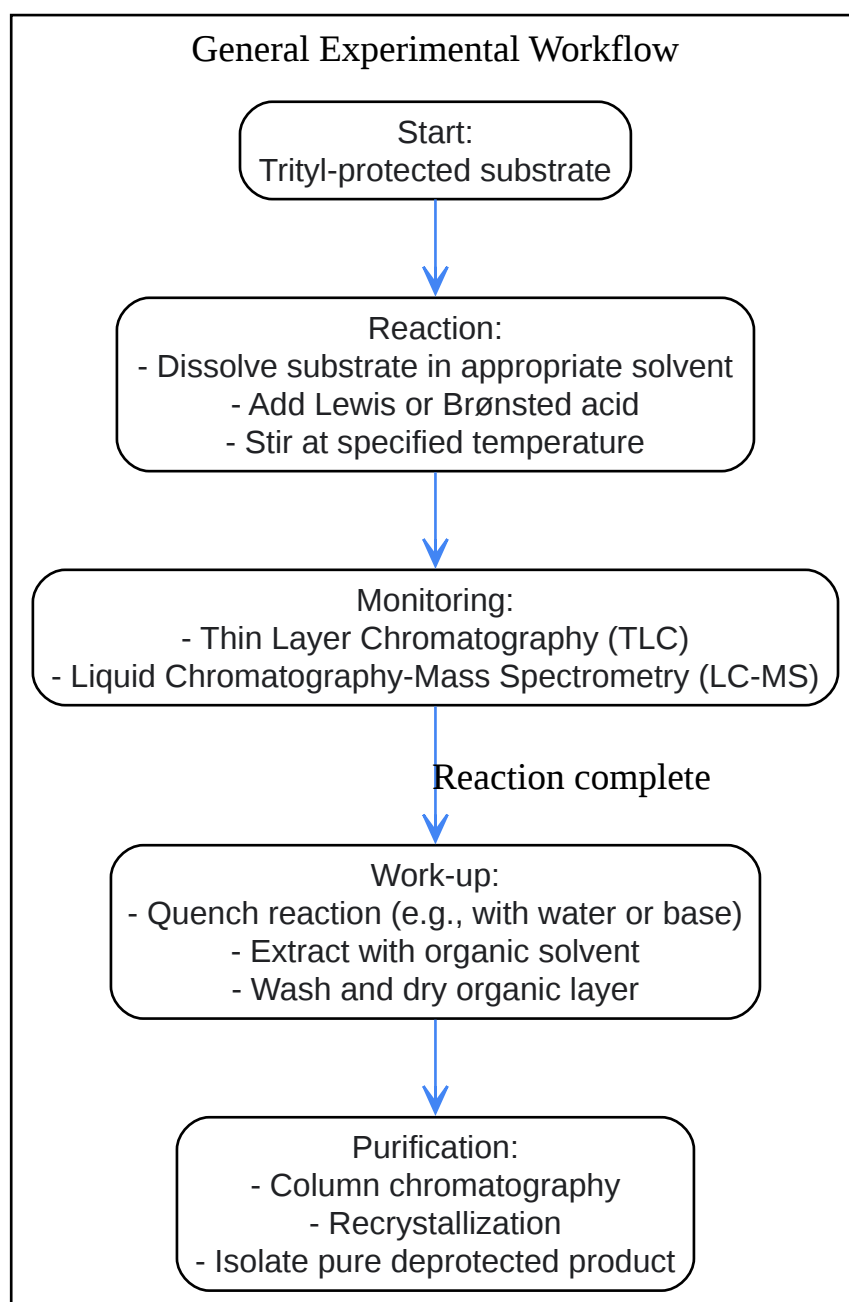 General Experimental Workflow
Start:
Trityl-protected substrate
Reaction:
- Dissolve substrate in appropriate solvent
- Add Lewis or Brønsted acid
- Stir at specified temperature
Monitoring:
- Thin Layer Chromatography (TLC)
- Liquid Chromatography-Mass Spectrometry (LC-MS)
Reaction complete
Work-up:
- Quench reaction (e.g., with water or base)
- Extract with organic solvent
- Wash and dry organic layer
Purification:
- Column chromatography
- Recrystallization
- Isolate pure deprotected product